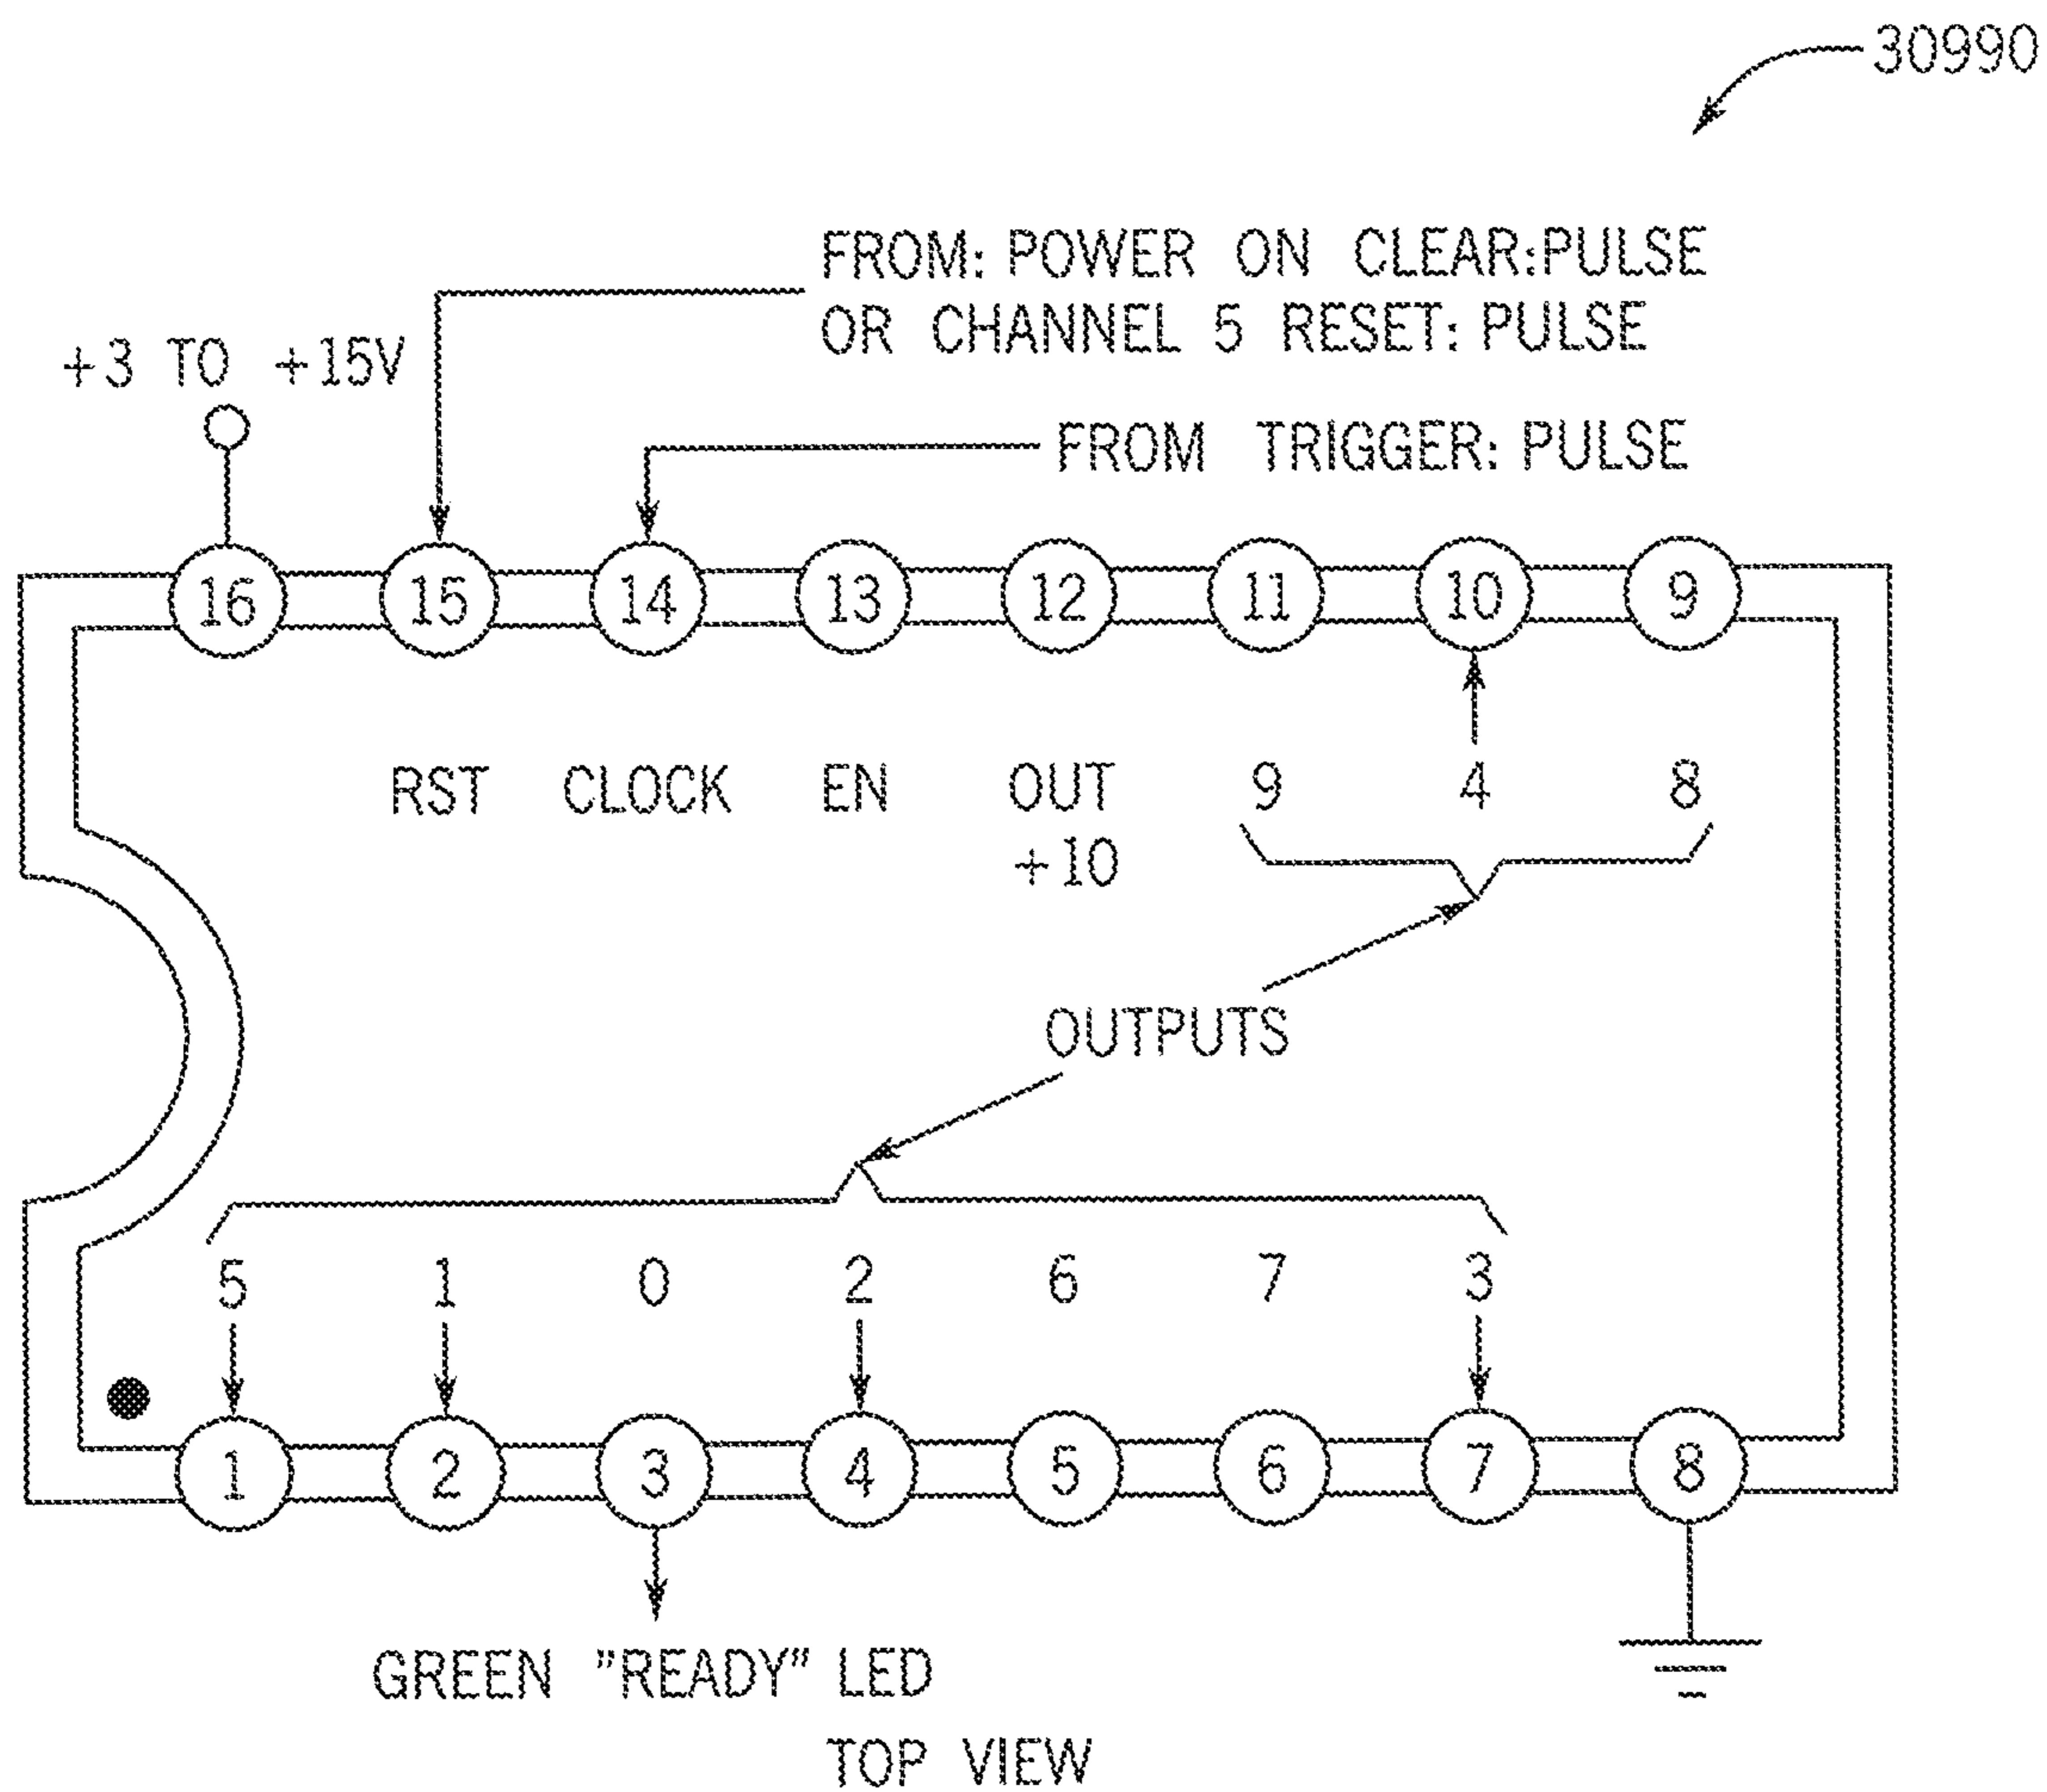 30990
FROM: POWER ON CLEAR:PULSE
OR CHANNEL 5 RESET: PULSE
+3 TO +15V
FROM TRIGGER: PULSE
16 15 14 13 12 11 10 9
RST CLOCK EN OUT 9 4 8
+10
OUTPUTS
5 1 0 2 6 7 3
1 2 3 4 5 6 7 8
GREEN "READY" LED
TOP VIEW